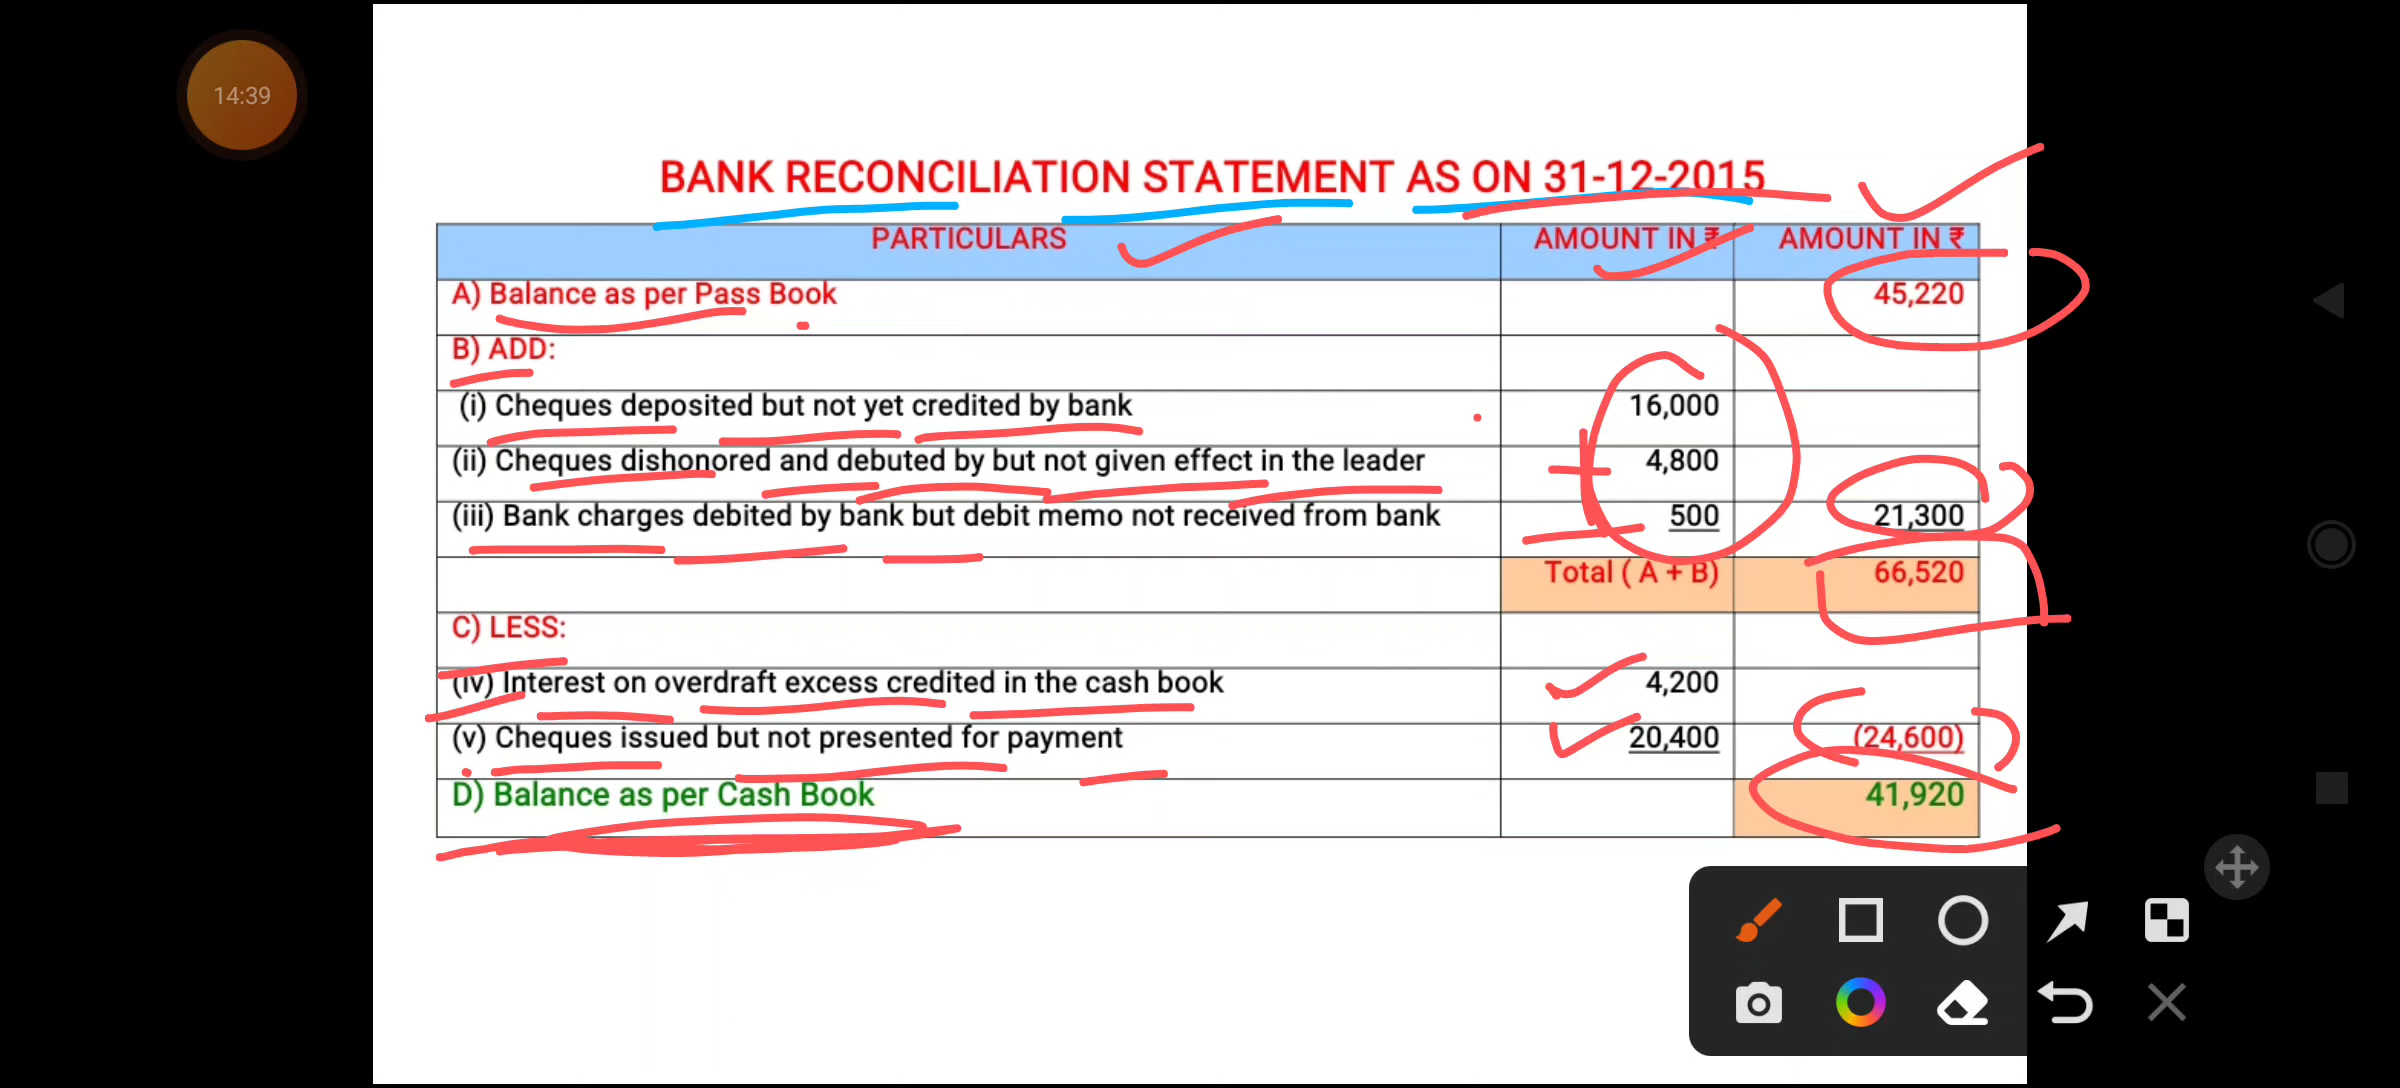 14:39
BANK RECONCILIATION STATEMENT AS ON 31-12-2015
PARTICULARS AMOUNT IN ₹ AMOUNT IN ₹
A) Balance as per Pass Book 45,220
B) ADD:
(i) Cheques deposited but not yet credited by bank 16,000
(ii) Cheques dishonored and debuted by but not given effect in the leader 4,800
(iii) Bank charges debited by bank but debit memo not received from bank 500 21,300
Total ( A + B) 66,520
C) LESS:
(iv) Interest on overdraft excess credited in the cash book 4,200
(v) Cheques issued but not presented for payment 20,400 (24,600)
D) Balance as per Cash Book 41,920